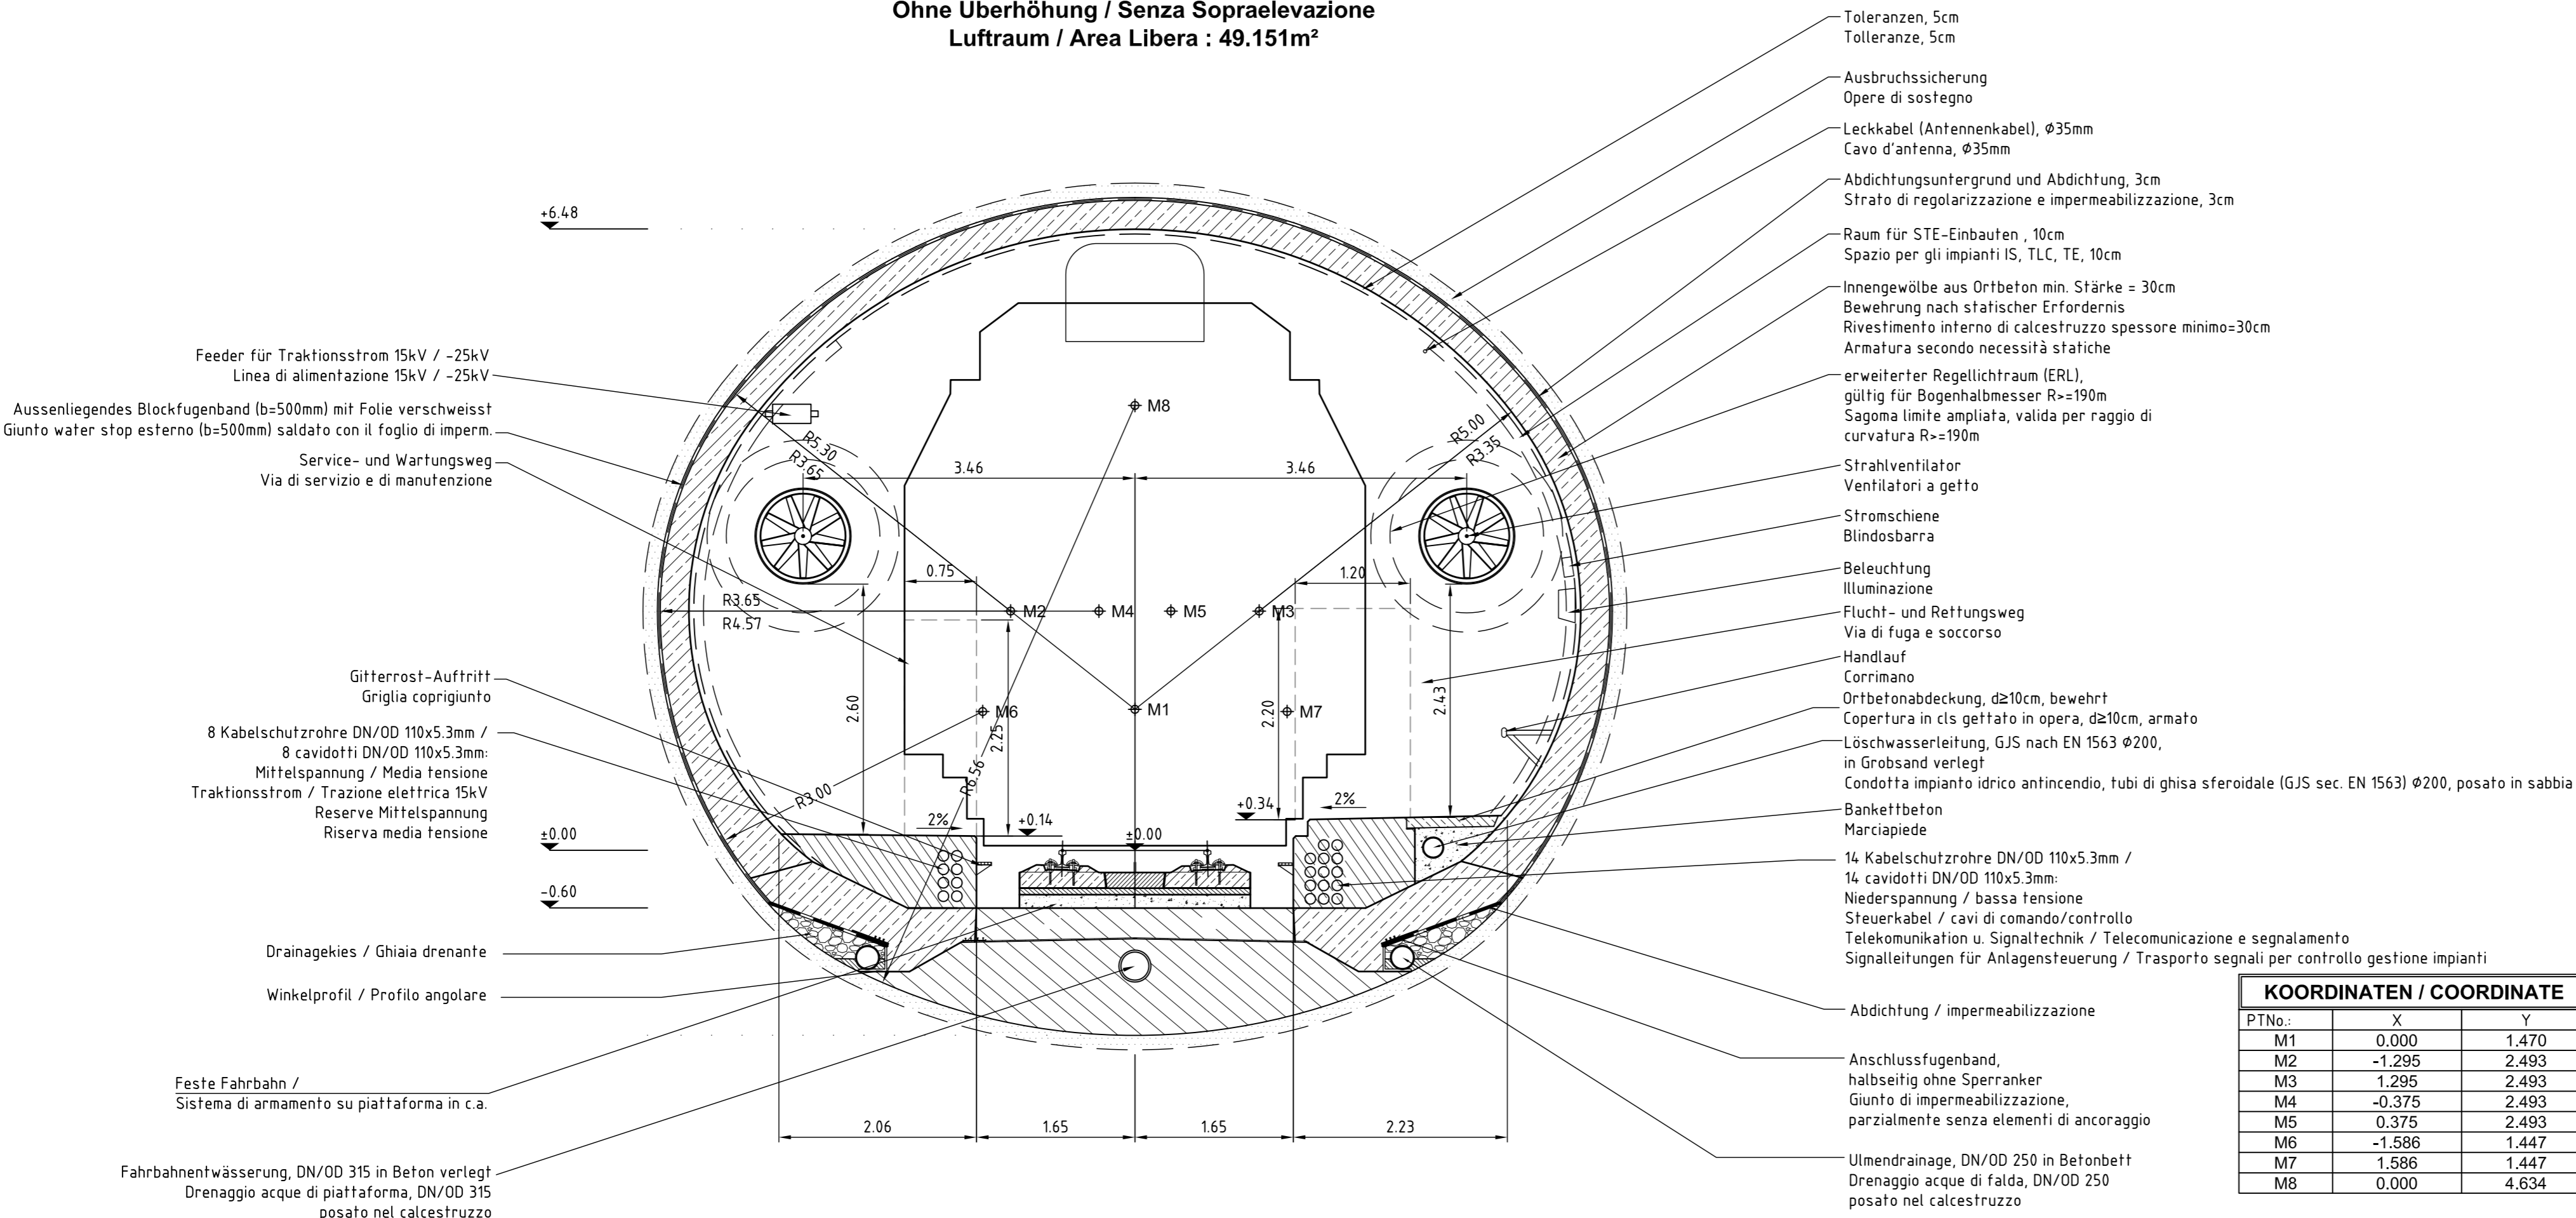 Ohne Überhöhung / Senza Sopraelevazione
Luftraum / Area Libera : 49.151m²
+6.48
Feeder für Traktionsstrom 15kV / -25kV
Linea di alimentazione 15kV / -25kV
Aussenliegendes Blockfugenband (b=500mm) mit Folie verschweisst
Giunto water stop esterno (b=500mm) saldato con il foglio di imperm.
Service- und Wartungsweg
Via di servizio e di manutenzione
Gitterrost-Auftritt
Griglia coprigiunto
8 Kabelschutzrohre DN/OD 110x5.3mm /
8 cavidotti DN/OD 110x5.3mm:
Mittelspannung / Media tensione
Traktionsstrom / Trazione elettrica 15kV
Reserve Mittelspannung
Riserva media tensione
±0.00
-0.60
Drainagekies / Ghiaia drenante
Winkelprofil / Profilo angolare
Feste Fahrbahn /
Sistema di armamento su piattaforma in c.a.
Fahrbahnentwässerung, DN/OD 315 in Beton verlegt
Drenaggio acque di piattaforma, DN/OD 315
posato nel calcestruzzo
M8
R5.30
R3.65
R5.00
R3.35
3.46
3.46
0.75
1.20
R3.65
R4.57
M2
M4
M5
M3
M6
M1
M7
2.60
2.25
2.20
2.43
R6.56
R3.00
2%
+0.14
±0.00
+0.34
2%
2.06
1.65
1.65
2.23
Toleranzen, 5cm
Tolleranze, 5cm
Ausbruchssicherung
Opere di sostegno
Leckkabel (Antennenkabel), Φ35mm
Cavo d'antenna, Φ35mm
Abdichtungsuntergrund und Abdichtung, 3cm
Strato di regolarizzazione e impermeabilizzazione, 3cm
Raum für STE-Einbauten , 10cm
Spazio per gli impianti IS, TLC, TE, 10cm
Innengewölbe aus Ortbeton min. Stärke = 30cm
Bewehrung nach statischer Erfordernis
Rivestimento interno di calcestruzzo spessore minimo=30cm
Armatura secondo necessità statiche
erweiterter Regellichtraum (ERL),
gültig für Bogenhalbmesser R>=190m
Sagoma limite ampliata, valida per raggio di
curvatura R>=190m
Strahlventilator
Ventilatori a getto
Stromschiene
Blindosbarra
Beleuchtung
Illuminazione
Flucht- und Rettungsweg
Via di fuga e soccorso
Handlauf
Corrimano
Ortbetonabdeckung, d≥10cm, bewehrt
Copertura in cls gettato in opera, d≥10cm, armato
Löschwasserleitung, GJS nach EN 1563 Φ200,
in Grobsand verlegt
Condotta impianto idrico antincendio, tubi di ghisa sferoidale (GJS sec. EN 1563) Φ200, posato in sabbia
Bankettbeton
Marciapiede
14 Kabelschutzrohre DN/OD 110x5.3mm /
14 cavidotti DN/OD 110x5.3mm:
Niederspannung / bassa tensione
Steuerkabel / cavi di comando/controllo
Telekomunikation u. Signaltechnik / Telecomunicazione e segnalamento
Signalleitungen für Anlagensteuerung / Trasporto segnali per controllo gestione impianti
Abdichtung / impermeabilizzazione
Anschlussfugenband,
halbseitig ohne Sperranker
Giunto di impermeabilizzazione,
parzialmente senza elementi di ancoraggio
Ulmendrainage, DN/OD 250 in Betonbett
Drenaggio acque di falda, DN/OD 250
posato nel calcestruzzo
KOORDINATEN / COORDINATE
PTNo.: X Y
M1 0.000 1.470
M2 -1.295 2.493
M3 1.295 2.493
M4 -0.375 2.493
M5 0.375 2.493
M6 -1.586 1.447
M7 1.586 1.447
M8 0.000 4.634